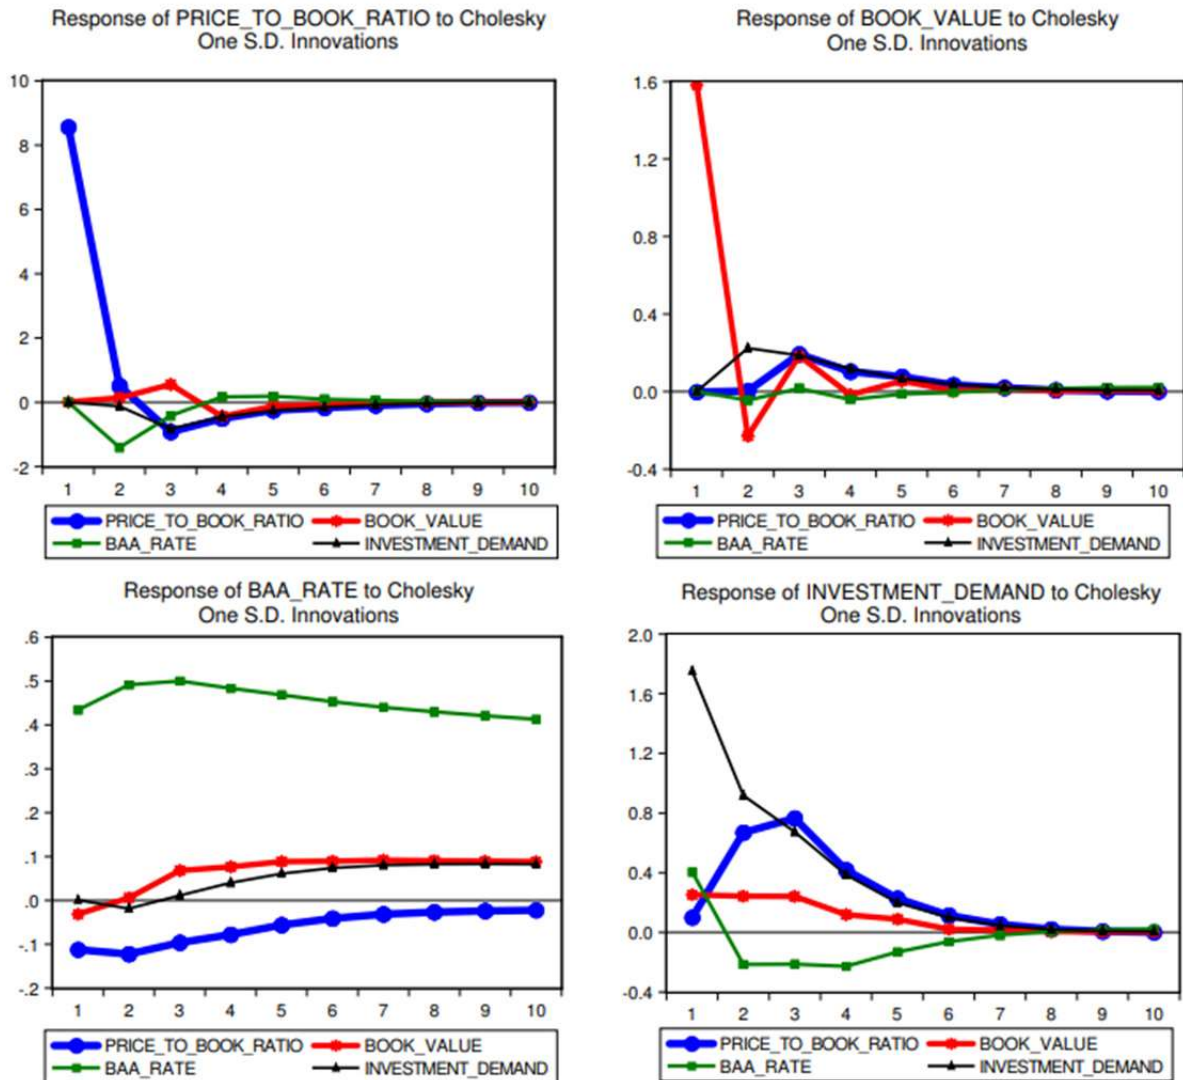 Response of PRICE_TO_BOOK_RATIO to Cholesky
One S.D. Innovations
10
8
6
4
2
0
-2
1 2 3 4 5 6 7 8 9 10
PRICE_TO_BOOK_RATIO BOOK_VALUE
BAA_RATE INVESTMENT_DEMAND
Response of BOOK_VALUE to Cholesky
One S.D. Innovations
1.6
1.2
0.8
0.4
0.0
-0.4
1 2 3 4 5 6 7 8 9 10
PRICE_TO_BOOK_RATIO BOOK_VALUE
BAA_RATE INVESTMENT_DEMAND
Response of BAA_RATE to Cholesky
One S.D. Innovations
.6
.5
.4
.3
.2
.1
.0
-.1
-.2
1 2 3 4 5 6 7 8 9 10
PRICE_TO_BOOK_RATIO BOOK_VALUE
BAA_RATE INVESTMENT_DEMAND
Response of INVESTMENT_DEMAND to Cholesky
One S.D. Innovations
2.0
1.6
1.2
0.8
0.4
0.0
-0.4
1 2 3 4 5 6 7 8 9 10
PRICE_TO_BOOK_RATIO BOOK_VALUE
BAA_RATE INVESTMENT_DEMAND